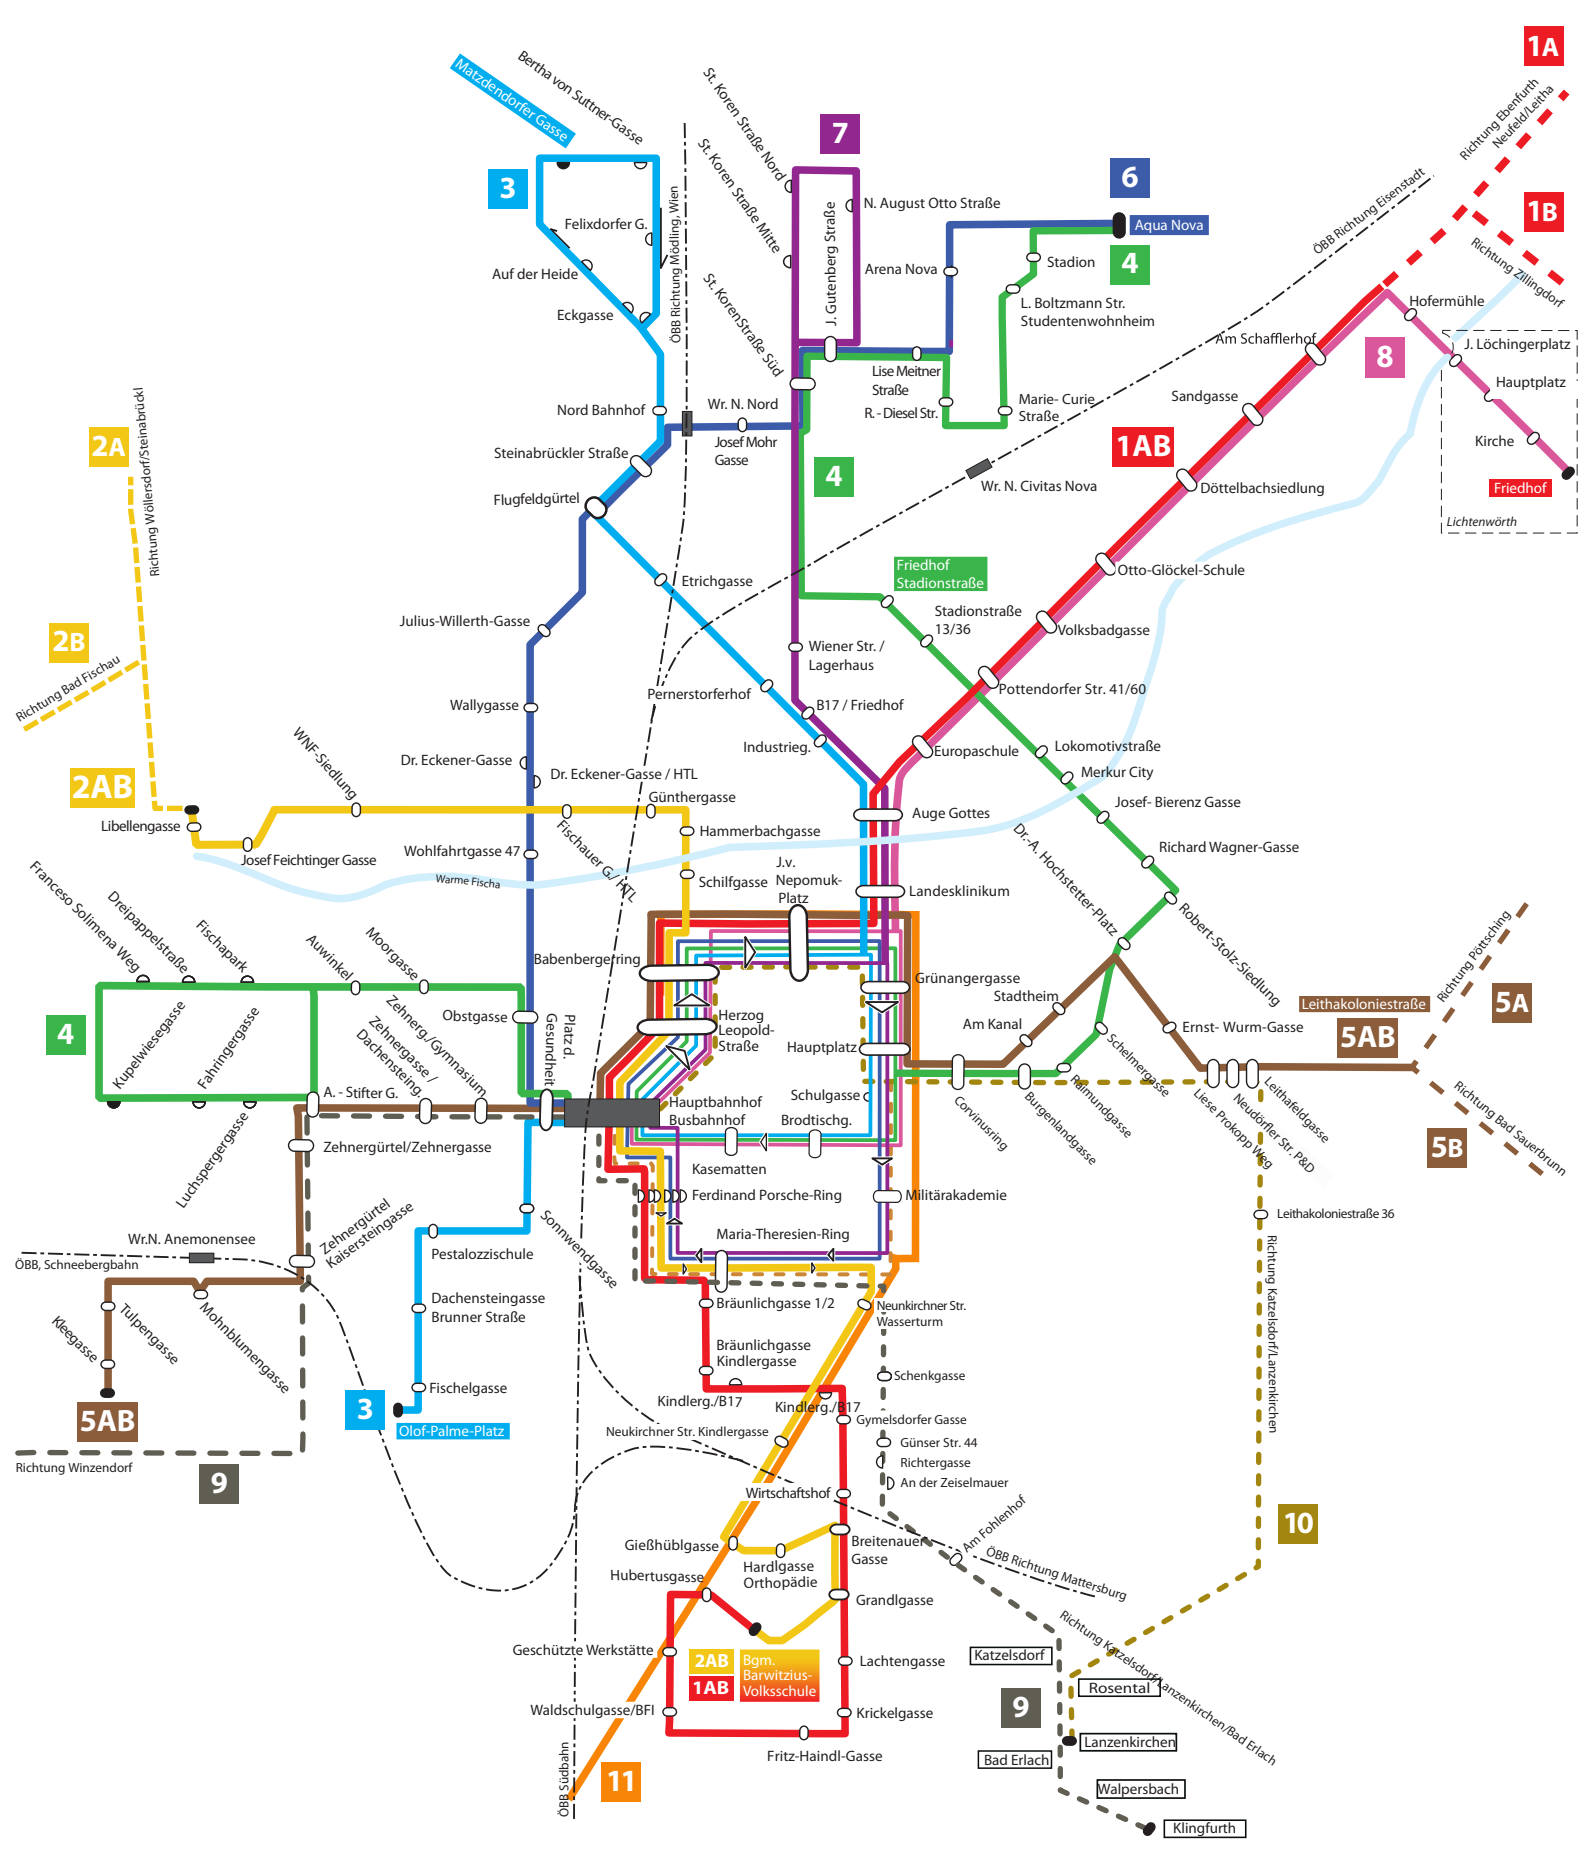 1A
Richtung Ebenfurth
Neufeld/Leitha
Bertha von Suttner-Gasse
Matzdendorfer Gasse
St. Koren Straße Nord
7
ÖBB Richtung Eisenstadt
3
6
St. Koren Straße Mitte
N. August Otto Straße
1B
Felixdorfer G.
ÖBB Richtung Mödling, Wien
J. Gutenberg Straße
Aqua Nova
Richtung Zillingdorf
Auf der Heide
Arena Nova
Stadion
4
Eckgasse
St. KorenStraße Süd
L. Boltzmann Str.
Studentenwohnheim
Hofermühle
Am Schafflerhof
8
J. Löchingerplatz
Lise Meitner
Straße
Hauptplatz
2A
Richtung Wöllersdorf/Steinabrückl
Nord Bahnhof
Wr. N. Nord
R. - Diesel Str.
Marie- Curie
Straße
Sandgasse
Josef Mohr
Gasse
1AB
Kirche
Steinabrückler Straße
4
Wr. N. Civitas Nova
Döttelbachsiedlung
Friedhof
Flugfeldgürtel
Lichtenwörth
Etrichgasse
Friedhof
Stadionstraße
Otto-Glöckel-Schule
Julius-Willerth-Gasse
Stadionstraße
13/36
Volksbadgasse
2B
Richtung Bad Fischau
Wiener Str. /
Lagerhaus
Pernerstorferhof
Pottendorfer Str. 41/60
Wallygasse
B17 / Friedhof
Industrieg.
Europaschule
Lokomotivstraße
WNF-Siedlung
Dr. Eckener-Gasse
Dr. Eckener-Gasse / HTL
Merkur City
2AB
Günthergasse
Josef- Bierenz Gasse
Libellengasse
Auge Gottes
Hammerbachgasse
Josef Feichtinger Gasse
Wohlfahrtgasse 47
Fischauer G./ HTL
Dr.-A. Hochstetter-Platz
Richard Wagner-Gasse
Warme Fischa
Schilfgasse
J.v.
Nepomuk-
Platz
Landesklinikum
Franceso Solimena Weg
Dreipappelstraße
Fischapark
Auwinkel
Moorgasse
Babenbergerring
Grünangergasse
Robert-Stolz-Siedlung
Richtung Pöttsching
Stadtheim
Leithakoloniestraße
5A
4
Kupelwiesegasse
Fahringergasse
Zehnerg./Gymnasium
Zehnergasse /
Dachensteing.
Obstgasse
Platz d.
Gesundheit
Herzog
Leopold-
Straße
Am Kanal
Ernst- Wurm-Gasse
5AB
Hauptplatz
A. - Stifter G.
Schelmergasse
Luchspergergasse
Hauptbahnhof
Busbahnhof
Schulgasse
Brodtischg.
Corvinusring
Burgenlandgasse
Raimundgasse
Liese Prokopp Weg
Neudörfler Str. P&D
Leithafeldgasse
Richtung Bad Sauerbrunn
5B
Zehnergürtel/Zehnergasse
Kasematten
Ferdinand Porsche-Ring
Militärakademie
Zehnergürtel
Kaisersteingasse
Sonnwendgasse
Leithakoloniestraße 36
Wr.N. Anemonensee
ÖBB, Schneebergbahn
Pestalozzischule
Maria-Theresien-Ring
Richtung Katzelsdorf/Lanzenkirchen
Kleegasse
Tulpengasse
Mohnblumengasse
Dachensteingasse
Brunner Straße
Bräunlichgasse 1/2
Neunkirchner Str.
Wasserturm
Bräunlichgasse
Kindlergasse
Schenkgasse
3
Fischelgasse
Kindlerg./B17
Kindlerg./B17
5AB
Olof-Palme-Platz
Neukirchner Str. Kindlergasse
Gymelsdorfer Gasse
Günser Str. 44
Richtergasse
An der Zeiselmauer
Richtung Winzendorf
9
Wirtschaftshof
10
Am Fohlenhof
Gießhüblgasse
Hardlgasse
Orthopädie
Breitenauer
Gasse
ÖBB Richtung Mattersburg
Hubertusgasse
Grandlgasse
Geschützte Werkstätte
2AB
1AB
Bgm.
Barwitzius-
Volksschule
Lachtengasse
Katzelsdorf
Richtung Katzelsdorf/Lanzenkirchen/Bad Erlach
Rosental
Waldschulgasse/BFI
Krickelgasse
9
Fritz-Haindl-Gasse
Lanzenkirchen
Bad Erlach
ÖBB Südbahn
11
Walpersbach
Klingfurth